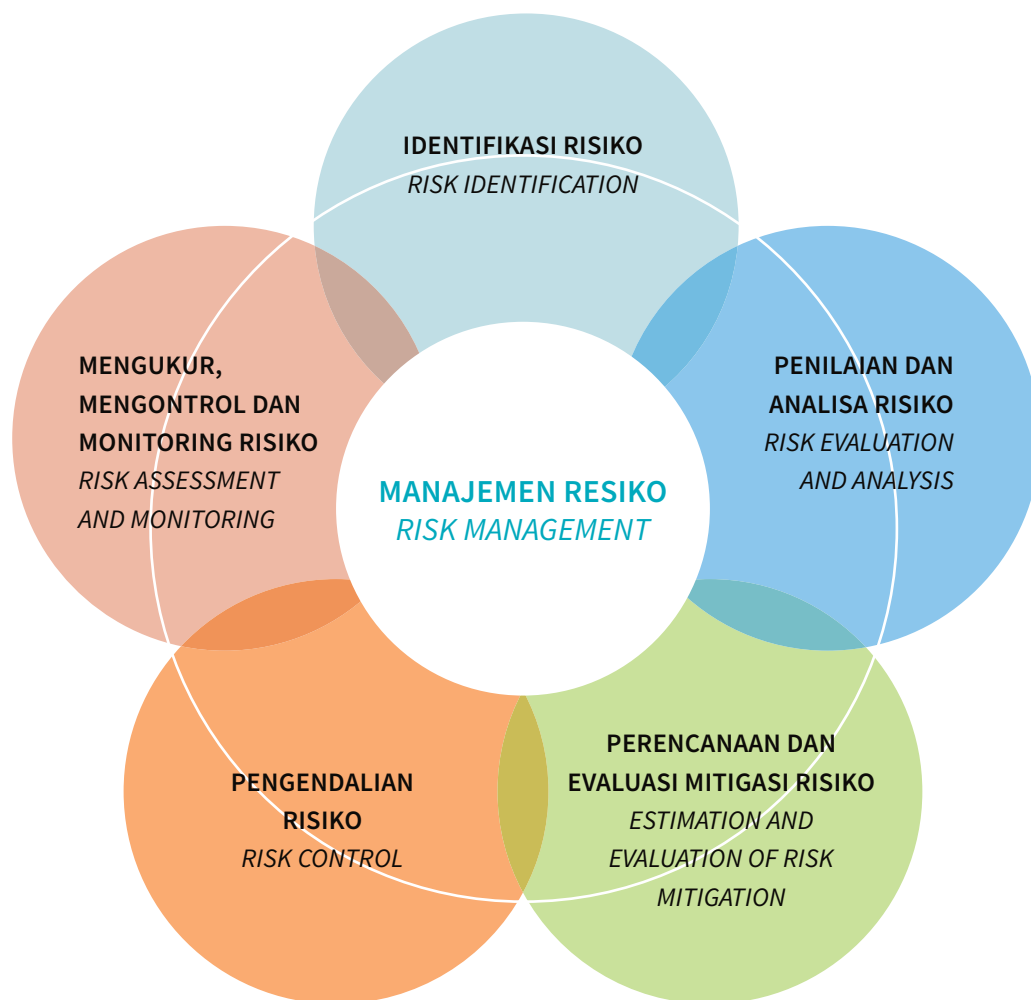 IDENTIFIKASI RISIKO
RISK IDENTIFICATION
PENILAIAN DAN
ANALISA RISIKO
RISK EVALUATION
AND ANALYSIS
PERENCANAAN DAN
EVALUASI MITIGASI RISIKO
ESTIMATION AND
EVALUATION OF RISK
MITIGATION
PENGENDALIAN
RISIKO
RISK CONTROL
MENGUKUR,
MENGONTROL DAN
MONITORING RISIKO
RISK ASSESSMENT
AND MONITORING
MANAJEMEN RESIKO
RISK MANAGEMENT